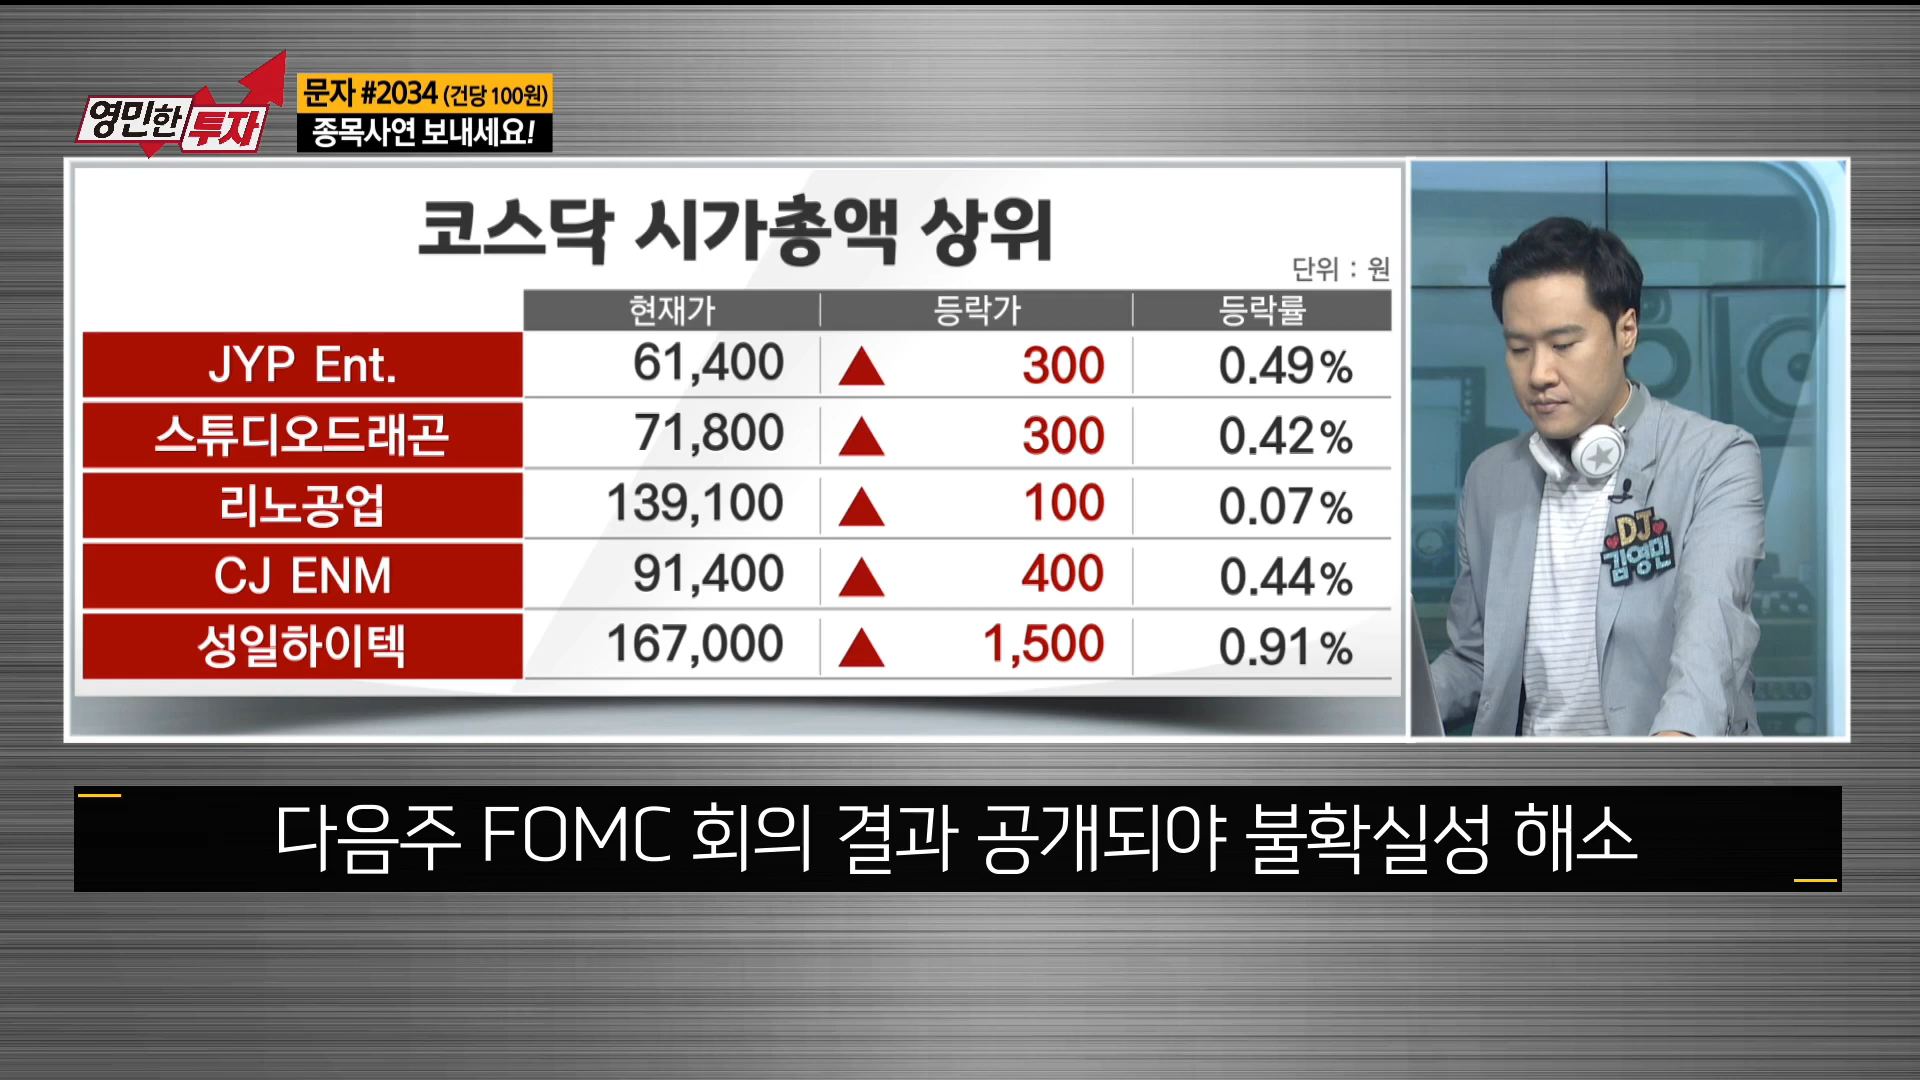 영민한 투자
문자 #2034 (건당 100원)
종목사연 보내세요!
코스닥 시가총액 상위
단위 : 원
현재가 등락가 등락률
JYP Ent. 61,400 ▲ 300 0.49%
스튜디오드래곤 71,800 ▲ 300 0.42%
리노공업 139,100 ▲ 100 0.07%
CJ ENM 91,400 ▲ 400 0.44%
성일하이텍 167,000 ▲ 1,500 0.91%
DJ
김영민
다음주 FOMC 회의 결과 공개되야 불확실성 해소